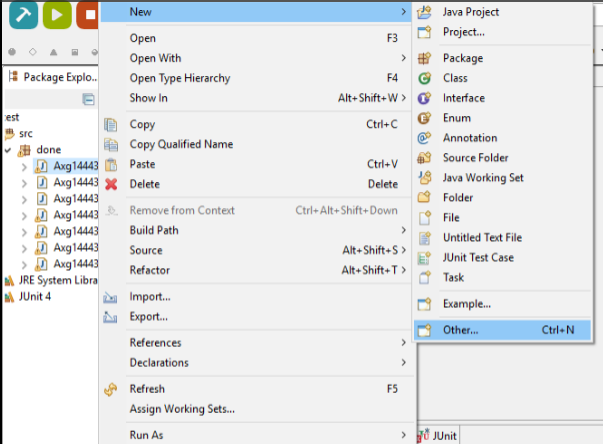 New
Open F3
Open With
Open Type Hierarchy F4
Show In Alt+Shift+W
Copy Ctrl+C
Copy Qualified Name
Paste Ctrl+V
Delete Delete
Remove from Context Ctrl+Alt+Shift+Down
Build Path
Source Alt+Shift+S
Refactor Alt+Shift+T
Import...
Export...
References
Declarations
Refresh F5
Assign Working Sets...
Run As
Java Project
Project...
Package
Class
Interface
Enum
Annotation
Source Folder
Java Working Set
Folder
File
Untitled Text File
JUnit Test Case
Task
Example...
Other... Ctrl+N
Package Explo...
src
done
Axg14443
Axg14443
Axg14443
Axg14443
Axg14443
Axg14443
Axg14443
JRE System Libra
JUnit 4
JUnit